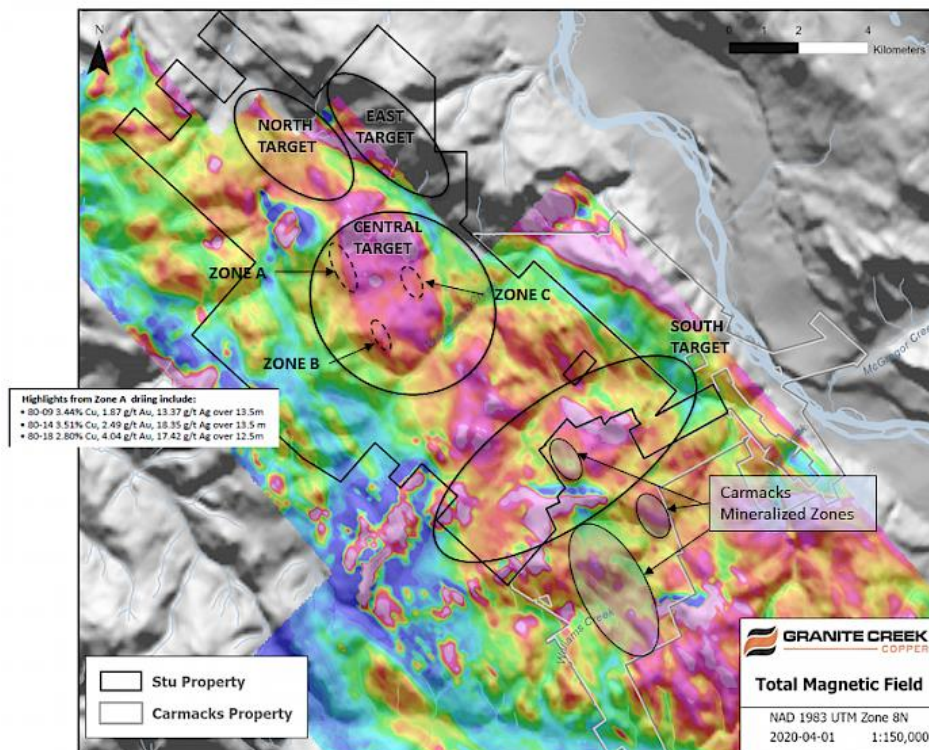 N
0 2 4
Kilometers
NORTH
TARGET
EAST
TARGET
CENTRAL
TARGET
ZONE A
ZONE C
ZONE B
SOUTH
TARGET
McGregor Creek
Highlights from Zone A driing include:
• 80-09 3.44% Cu, 1.87 g/t Au, 13.37 g/t Ag over 13.5m
• 80-14 3.51% Cu, 2.49 g/t Au, 18.35 g/t Ag over 13.5m
• 80-18 2.80% Cu, 4.04 g/t Au, 17.42 g/t Ag over 12.5m
Carmacks
Mineralized Zones
Williams Creek
Stu Property
Carmacks Property
GRANITE CREEK
COPPER
Total Magnetic Field
NAD 1983 UTM Zone 8N
2020-04-01 1:150,000